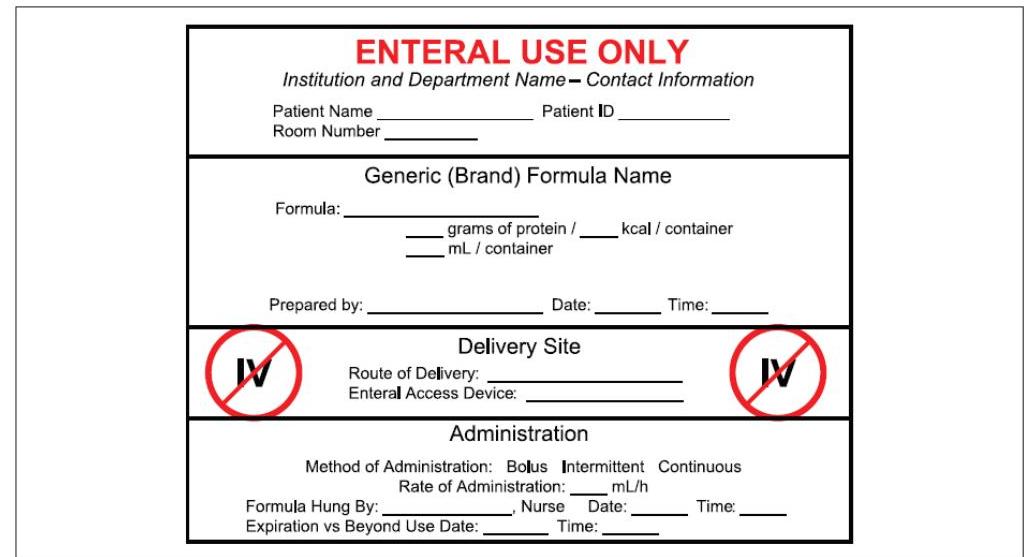 ENTERAL USE ONLY
Institution and Department Name – Contact Information
Patient Name ________________ Patient ID ____________
Room Number __________
Generic (Brand) Formula Name
Formula: ____________________
____ grams of protein / ____ kcal / container
____ mL / container
Prepared by: __________________ Date: _______ Time: ______
Delivery Site
IV
Route of Delivery: ____________________
IV
Enteral Access Device: ________________
Administration
Method of Administration: Bolus Intermittent Continuous
Rate of Administration: ____ mL/h
Formula Hung By: _____________, Nurse Date: ______ Time: _____
Expiration vs Beyond Use Date: _______ Time: ______